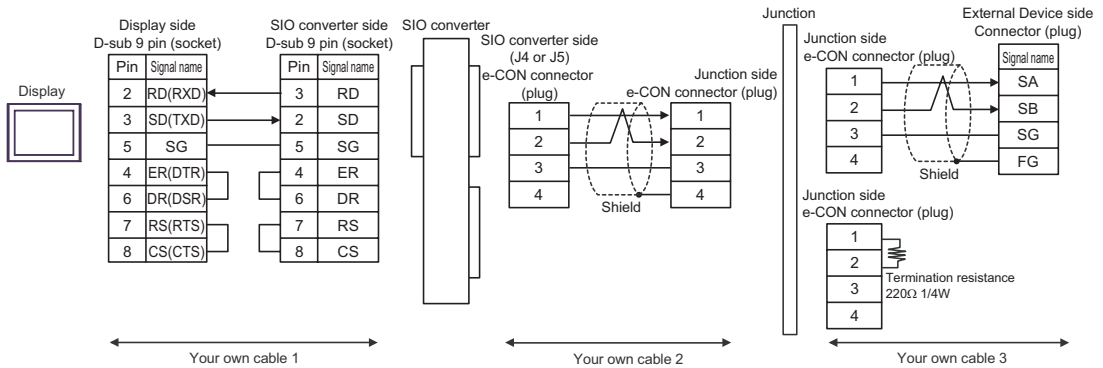 Display
Display side
D-sub 9 pin (socket)
Pin Signal name
2 RD(RXD)
3 SD(TXD)
5 SG
4 ER(DTR)
6 DR(DSR)
7 RS(RTS)
8 CS(CTS)
SIO converter side
D-sub 9 pin (socket)
Pin Signal name
3 RD
2 SD
5 SG
4 ER
6 DR
7 RS
8 CS
Your own cable 1
SIO converter
SIO converter side
(J4 or J5)
e-CON connector
(plug)
1
2
3
4
Shield
Junction side
e-CON connector (plug)
1
2
3
4
Your own cable 2
Junction
Junction side
e-CON connector (plug)
1
2
3
4
Shield
External Device side
Connector (plug)
Signal name
SA
SB
SG
FG
Junction side
e-CON connector (plug)
1
2
3
4
Termination resistance
220Ω 1/4W
Your own cable 3